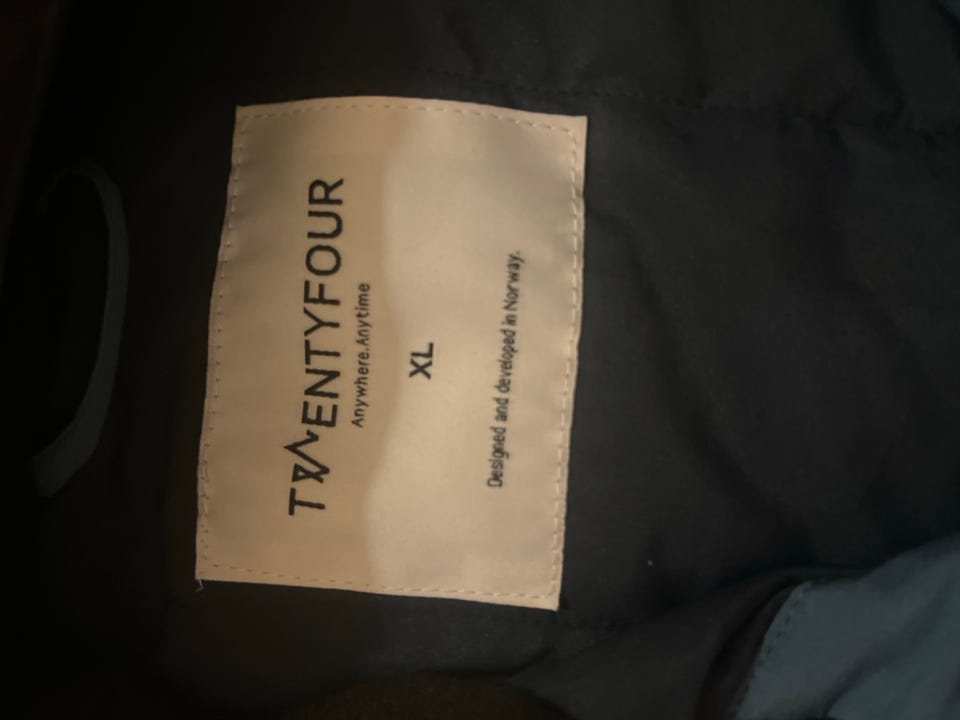 TWENTYFOUR
Anywhere.Anytime
XL
Designed and developed in Norway.